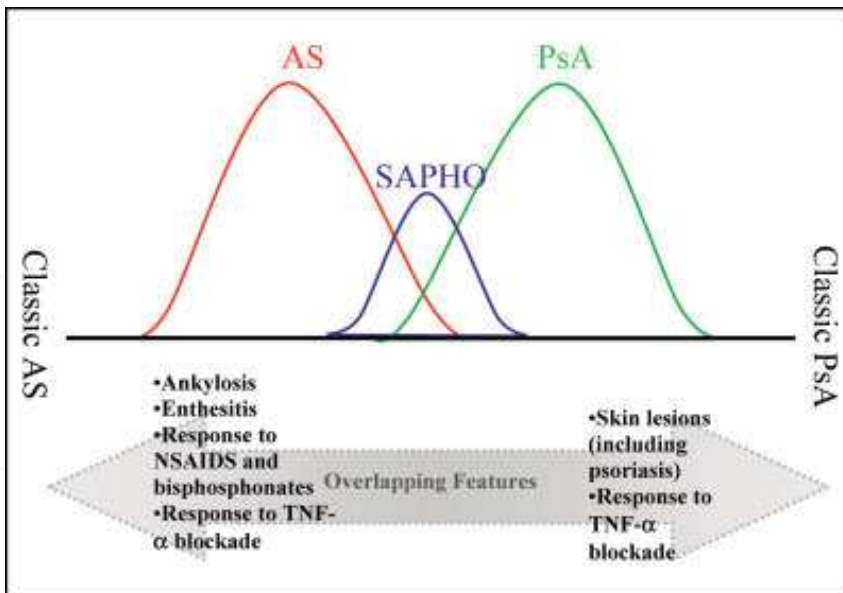 AS
PsA
SAPHO
Classic AS
Classic PsA
•Ankylosis
•Enthesitis
•Response to
NSAIDS and
bisphosphonates
•Response to TNF-
α blockade
Overlapping Features
•Skin lesions
(including
psoriasis)
•Response to
TNF-α
blockade